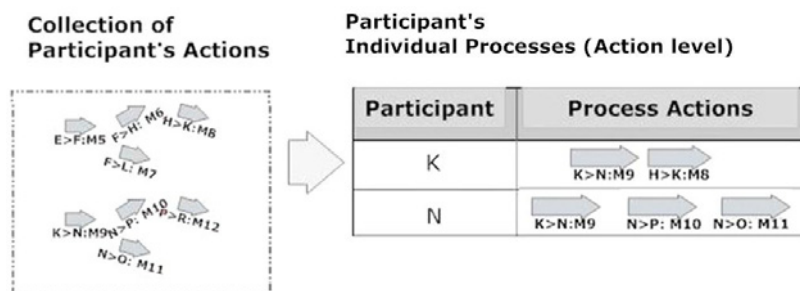 Collection of
Participant's Actions
Participant's
Individual Processes (Action level)
E>F:M5
F>H: M6
H>K:M8
F>L: M7
K>N:M9
N>P: M10
P>R:M12
N>O: M11
Participant Process Actions
K
K>N:M9 H>K:M8
N
K>N:M9 N>P: M10 N>O: M11